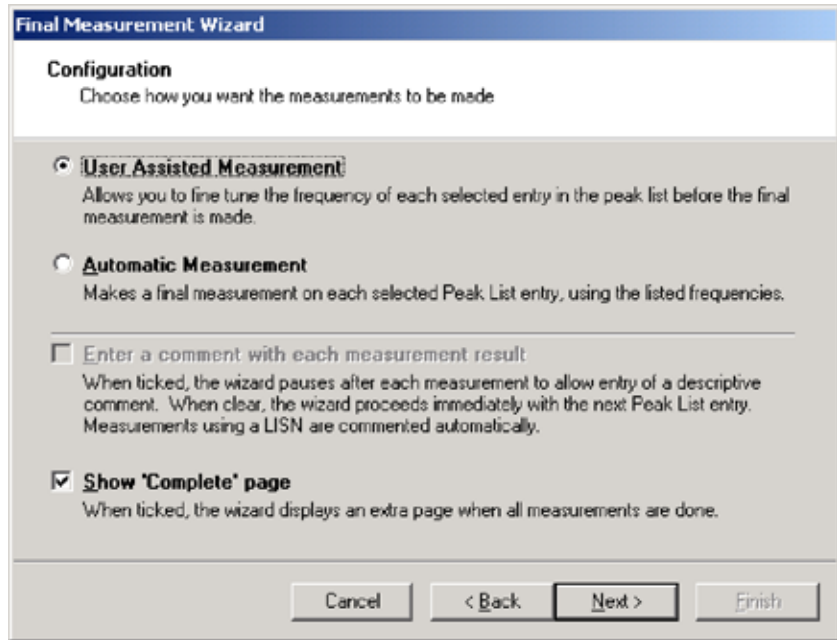 Final Measurement Wizard
Configuration
Choose how you want the measurements to be made
User Assisted Measurement
Allows you to fine tune the frequency of each selected entry in the peak list before the final
measurement is made.
Automatic Measurement
Makes a final measurement on each selected Peak List entry, using the listed frequencies.
Enter a comment with each measurement result
When ticked, the wizard pauses after each measurement to allow entry of a descriptive
comment. When clear, the wizard proceeds immediately with the next Peak List entry.
Measurements using a LISN are commented automatically.
Show 'Complete' page
When ticked, the wizard displays an extra page when all measurements are done.
Cancel < Back Next > Finish